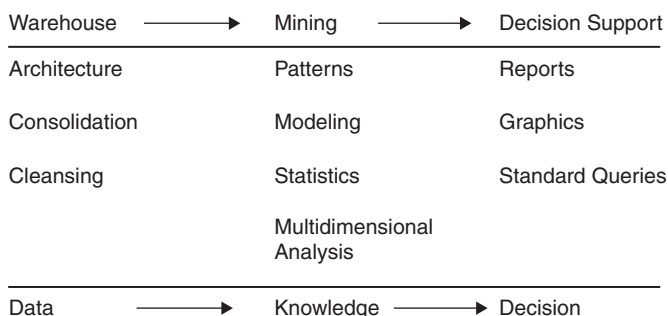 Warehouse Mining Decision Support
Architecture Patterns Reports
Consolidation Modeling Graphics
Cleansing Statistics Standard Queries
Multidimensional
Analysis
Data Knowledge Decision